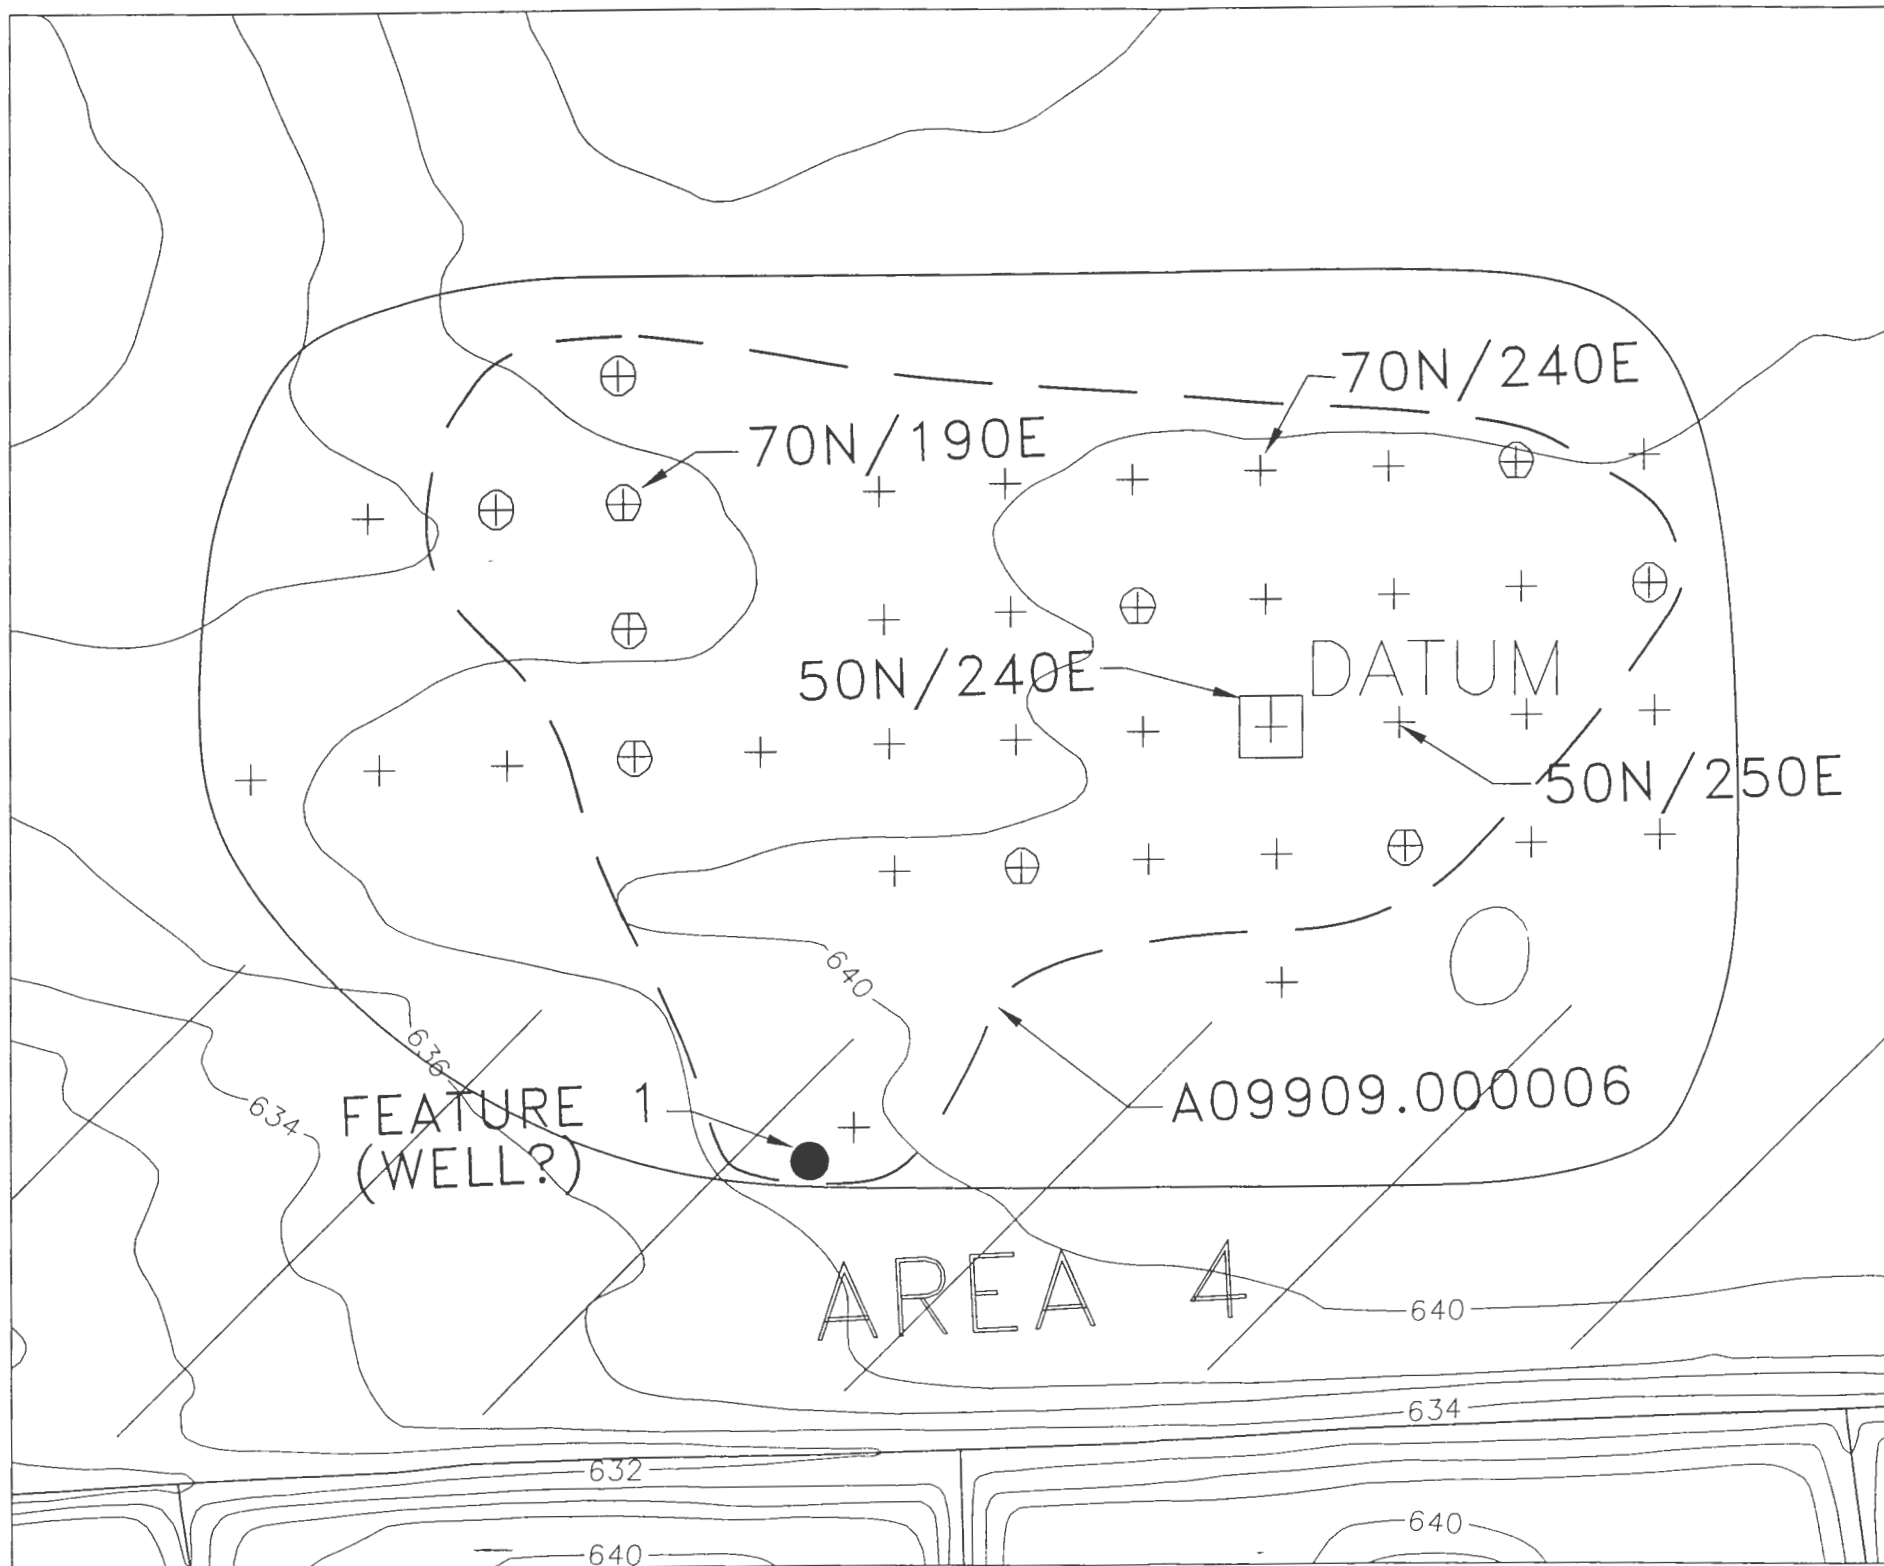 70N/240E
70N/190E
DATUM
50N/240E
50N/250E
640
636
634
FEATURE 1
(WELL?)
A09909.000006
AREA 4
640
634
632
640
640